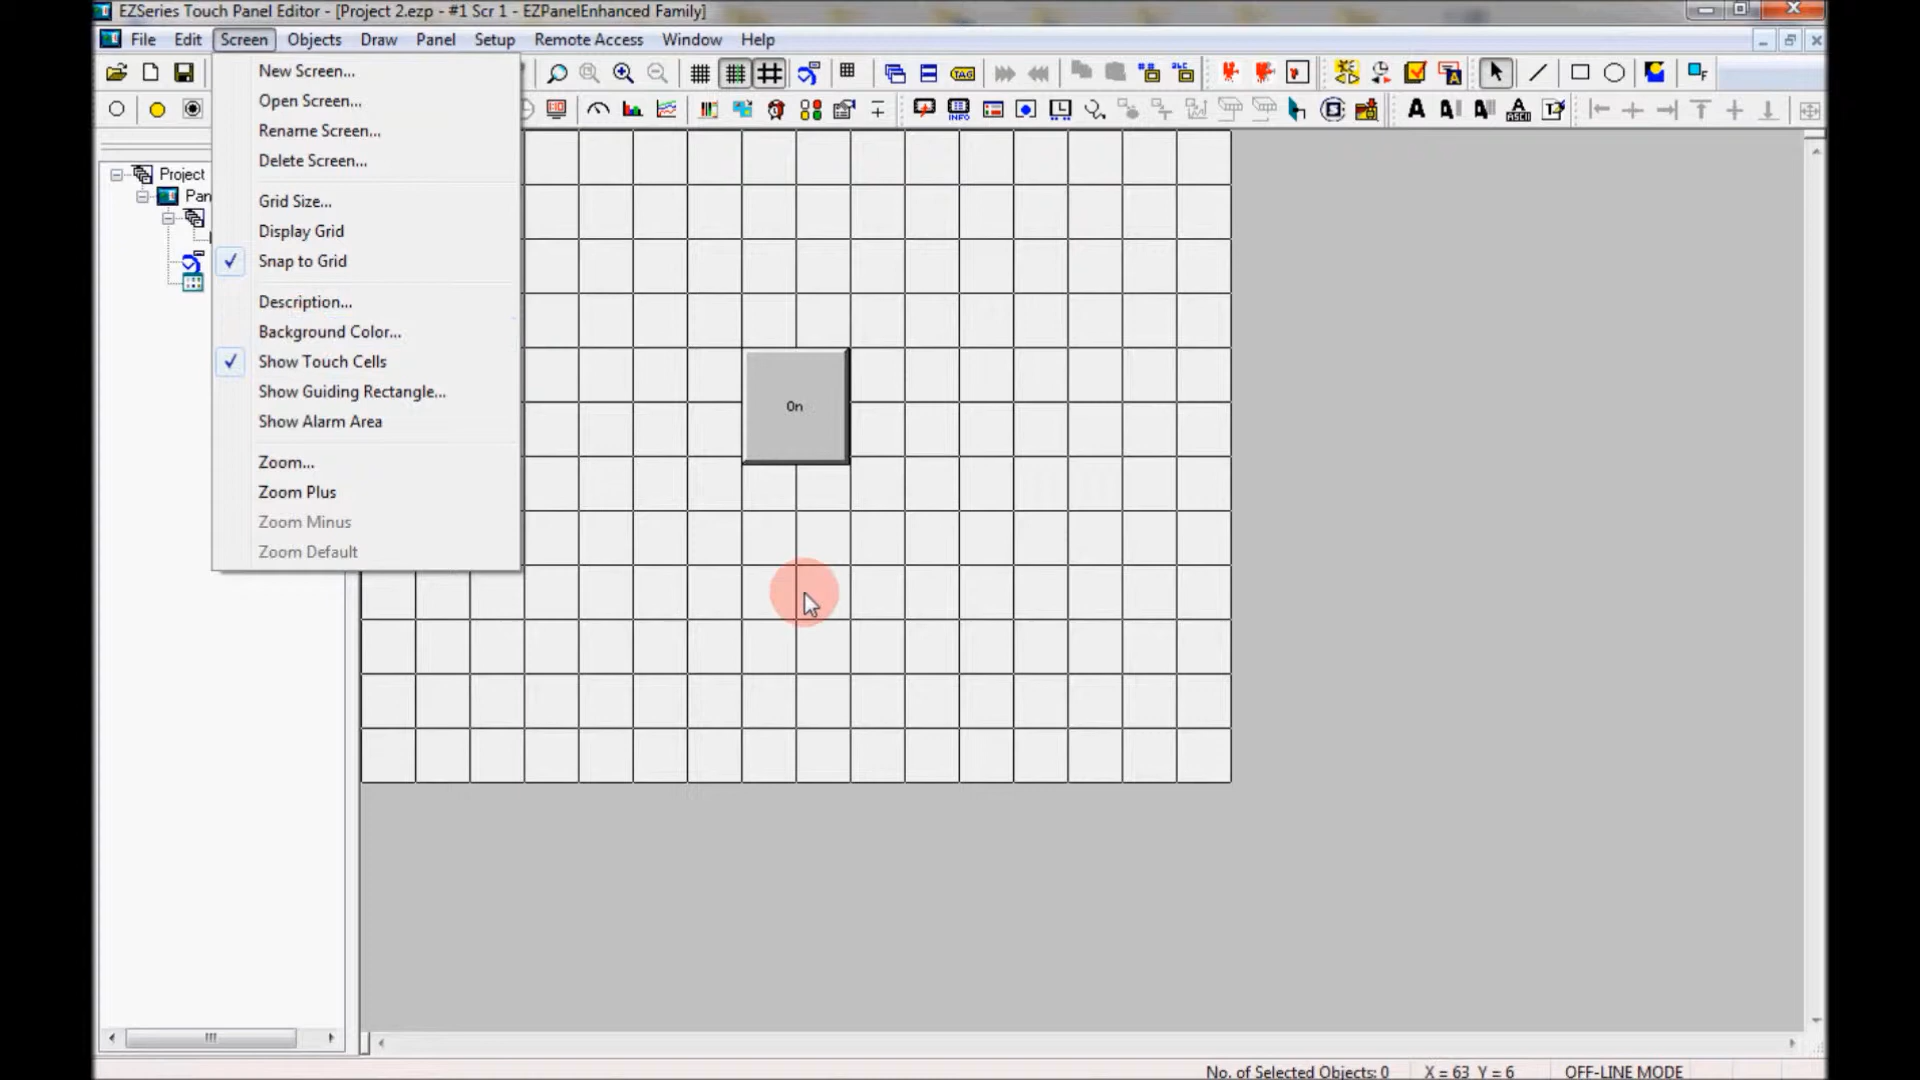 EZSeries Touch Panel Editor - [Project 2.ezp - #1 Scr 1 - EZPanelEnhanced Family]
File Edit Screen Objects Draw Panel Setup Remote Access Window Help
New Screen...
Open Screen...
Rename Screen...
Delete Screen...
Grid Size...
Display Grid
Snap to Grid
Description...
Background Color...
Show Touch Cells
Show Guiding Rectangle...
Show Alarm Area
Zoom...
Zoom Plus
Zoom Minus
Zoom Default
TAG
INFO
ASCII
Project
Pan
On
No. of Selected Objects: 0 X = 63 Y = 6 OFF-LINE MODE